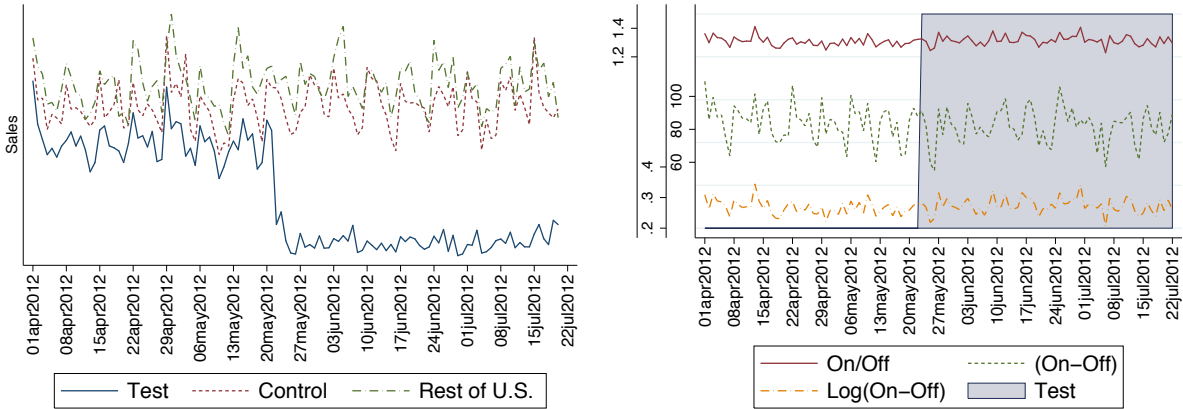 Sales
01apr2012
08apr2012
15apr2012
22apr2012
29apr2012
06may2012
13may2012
20may2012
27may2012
03jun2012
10jun2012
17jun2012
24jun2012
01jul2012
08jul2012
15jul2012
22jul2012
Test
Control
Rest of U.S.
1.2 1.4
60 80 100
.2 .3 .4
01apr2012
08apr2012
15apr2012
22apr2012
29apr2012
06may2012
13may2012
20may2012
27may2012
03jun2012
10jun2012
17jun2012
24jun2012
01jul2012
08jul2012
15jul2012
22jul2012
On/Off
(On−Off)
Log(On−Off)
Test